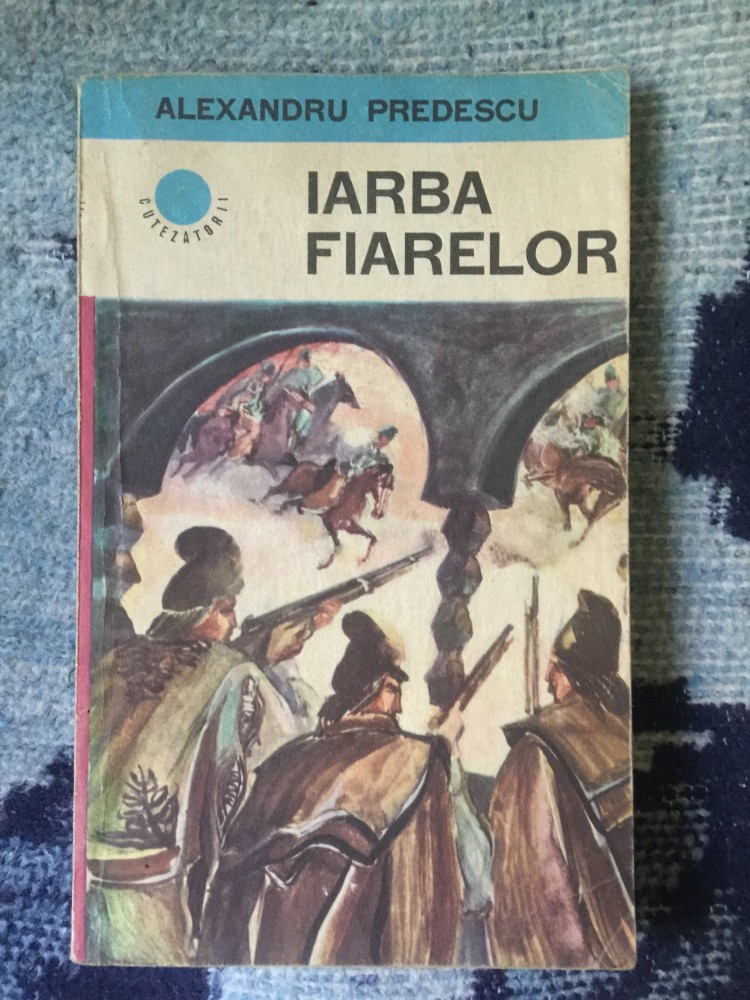 ALEXANDRU PREDESCU
CUTEZĂTORII
IARBA
FIARELOR